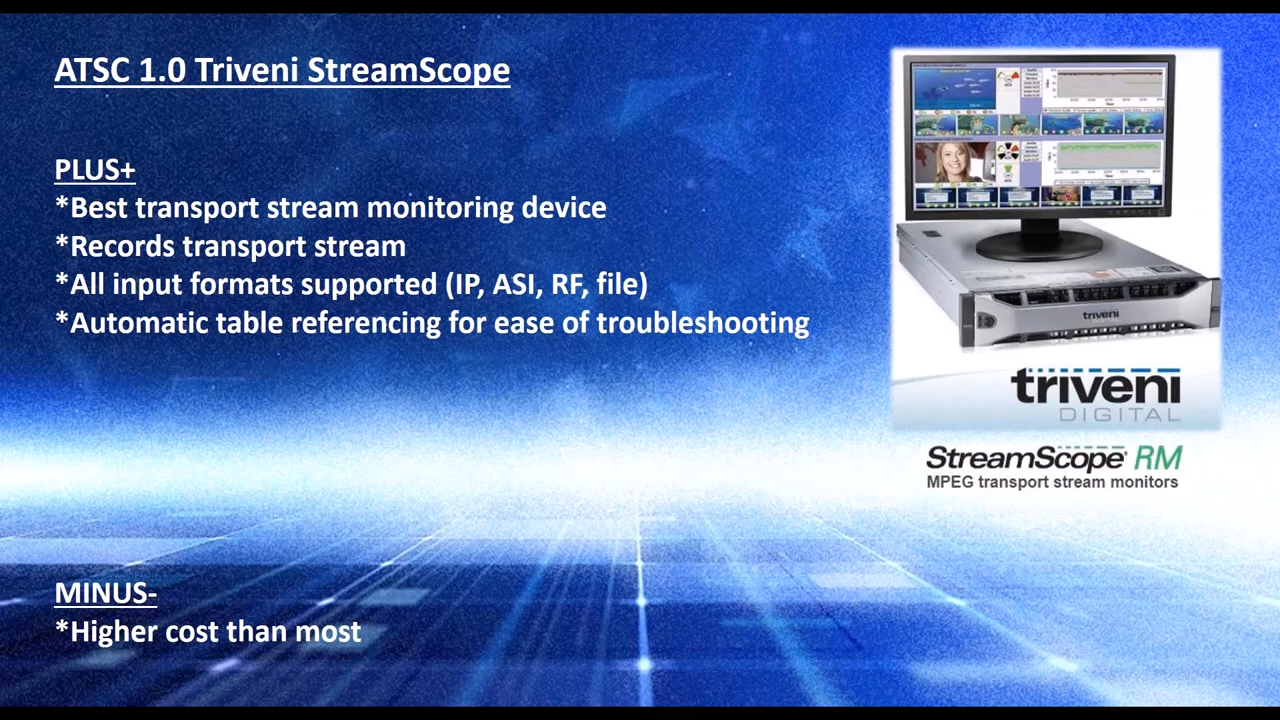 ATSC 1.0 Triveni StreamScope
PLUS+
*Best transport stream monitoring device
*Records transport stream
*All input formats supported (IP, ASI, RF, file)
*Automatic table referencing for ease of troubleshooting
MINUS-
*Higher cost than most
triveni
triveni
DIGITAL
StreamScope RM
MPEG transport stream monitors